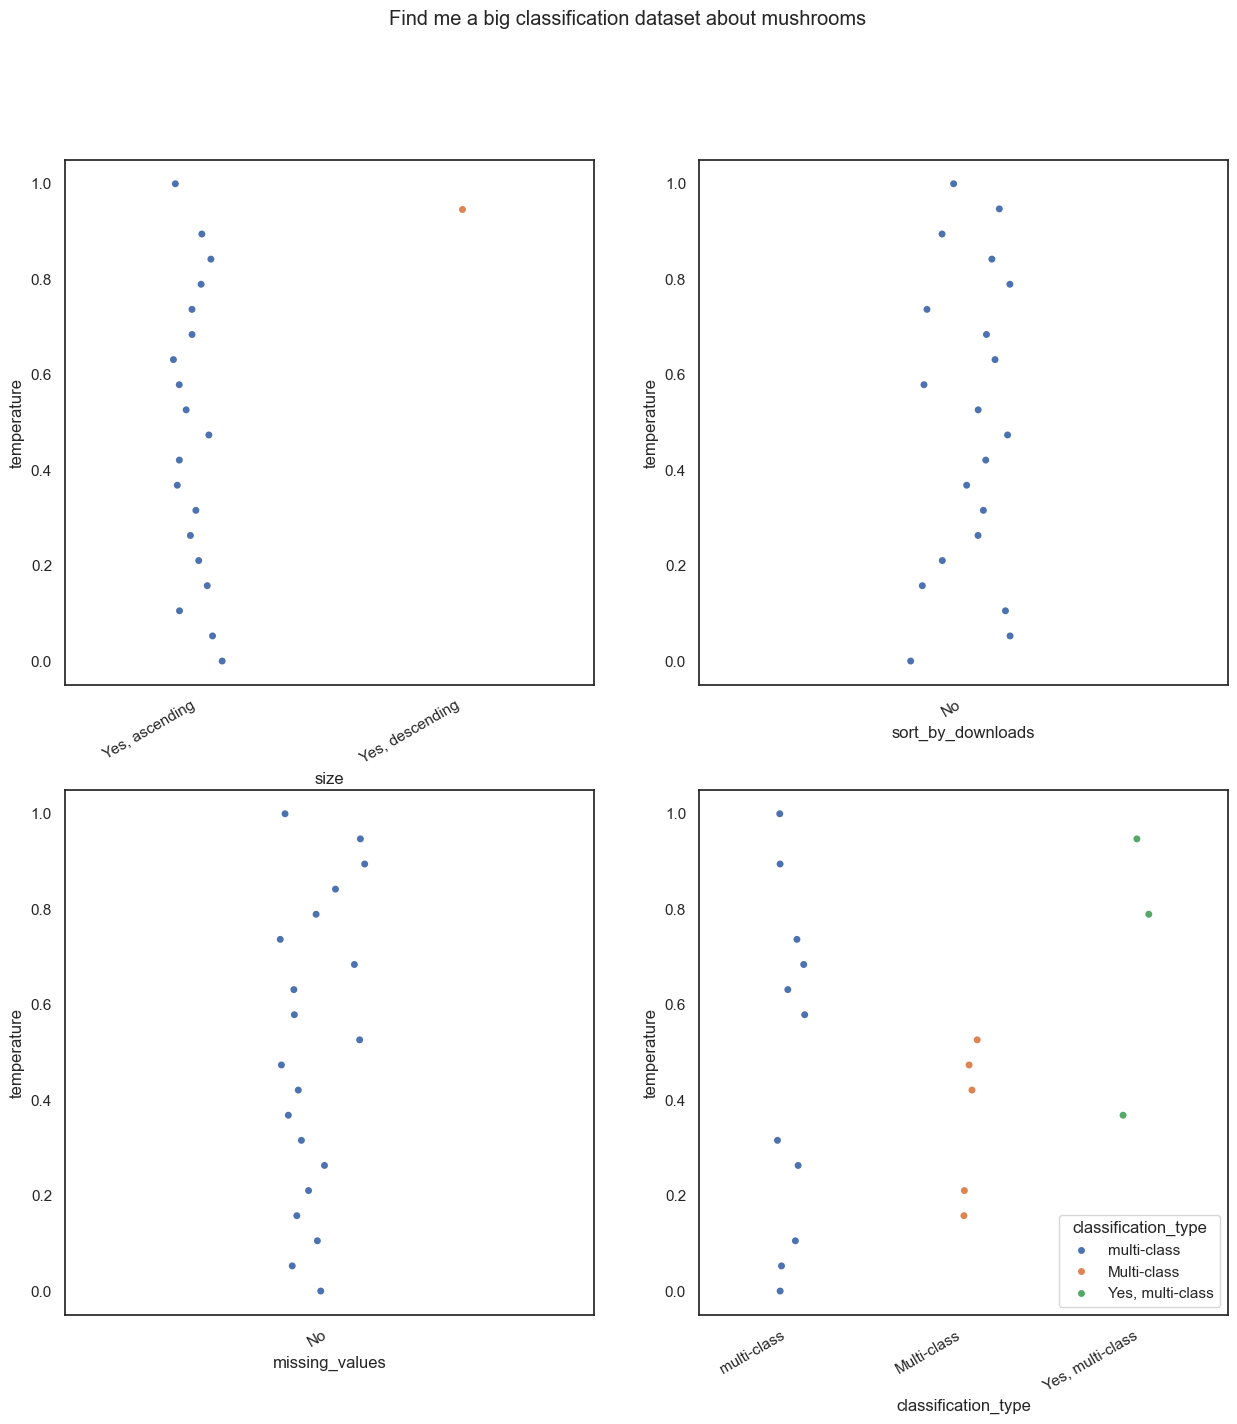 Find me a big classification dataset about mushrooms
1.0
0.8
0.6
0.4
0.2
0.0
temperature
Yes, ascending
Yes, descending
size
1.0
0.8
0.6
0.4
0.2
0.0
temperature
No
sort_by_downloads
1.0
0.8
0.6
0.4
0.2
0.0
temperature
No
missing_values
1.0
0.8
0.6
0.4
0.2
0.0
temperature
classification_type
multi-class
Multi-class
Yes, multi-class
multi-class
Multi-class
Yes, multi-class
classification_type